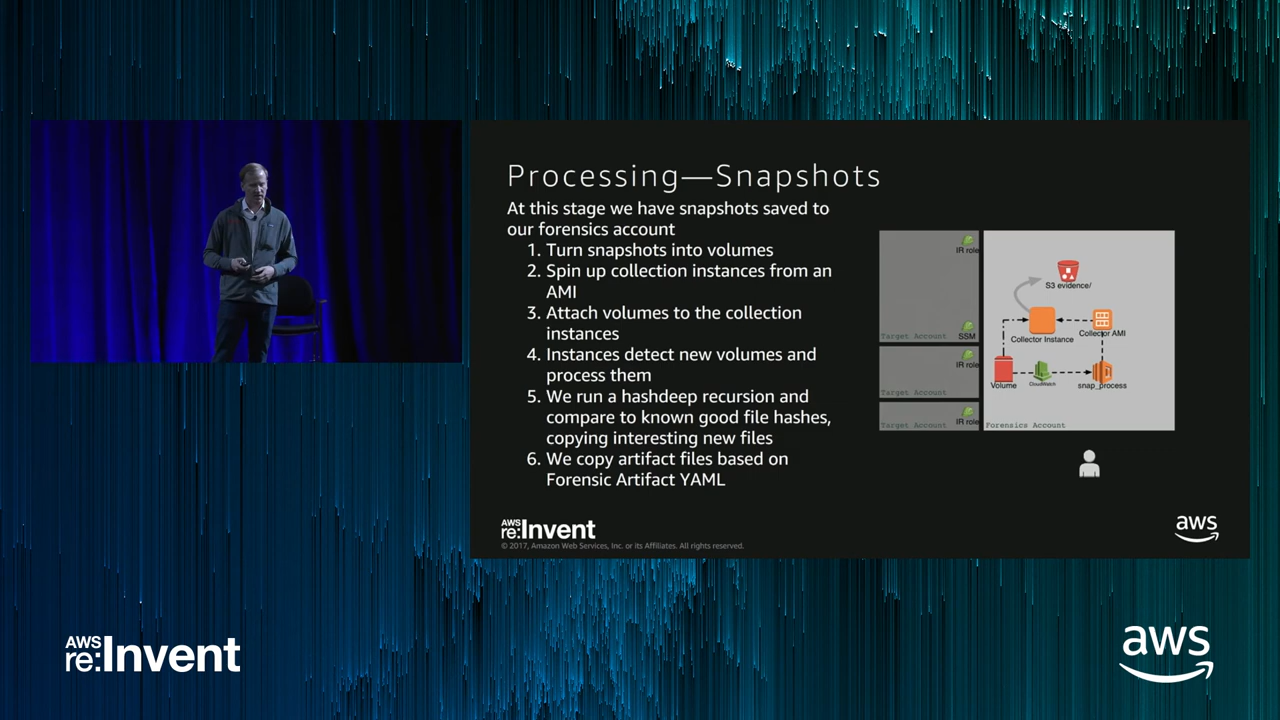 Processing—Snapshots
At this stage we have snapshots saved to
our forensics account
1. Turn snapshots into volumes
2. Spin up collection instances from an
AMI
3. Attach volumes to the collection
instances
4. Instances detect new volumes and
process them
5. We run a hashdeep recursion and
compare to known good file hashes,
copying interesting new files
6. We copy artifact files based on
Forensic Artifact YAML
IR role
Target Account
SSM
IR role
Target Account
IR role
Target Account
S3 evidence/
Collector Instance
Collector AMI
Volume
CloudWatch
snap_process
Forensics Account
AWS
re:Invent
© 2017, Amazon Web Services, Inc. or its Affiliates. All rights reserved.
aws
AWS
re:Invent
aws